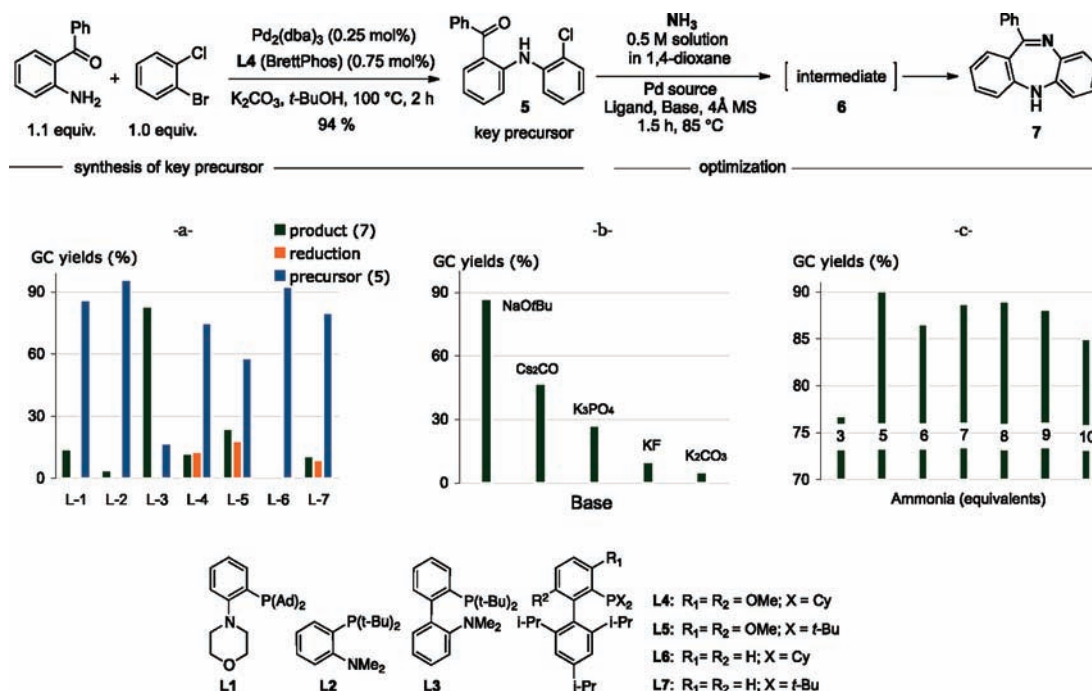 Ph
O
NH2
1.1 equiv.
+
Cl
Br
1.0 equiv.
Pd2(dba)3 (0.25 mol%)
L4 (BrettPhos) (0.75 mol%)
K2CO3, t-BuOH, 100 °C, 2 h
94 %
Ph
O
H
N
Cl
5
key precursor
NH3
0.5 M solution
in 1,4-dioxane
Pd source
Ligand, Base, 4Å MS
1.5 h, 85 °C
[ intermediate ]
6
Ph
N
N
H
7
synthesis of key precursor
optimization
-a-
product (7)
reduction
precursor (5)
GC yields (%)
90
60
30
0
L-1 L-2 L-3 L-4 L-5 L-6 L-7
-b-
GC yields (%)
90
60
30
0
NaOtBu
Cs2CO
K3PO4
KF
K2CO3
Base
-c-
GC yields (%)
90
85
80
75
70
3 5 6 7 8 9 10
Ammonia (equivalents)
P(Ad)2
N
O
L1
P(t-Bu)2
NMe2
L2
P(t-Bu)2
NMe2
L3
R1
R2
PX2
i-Pr
i-Pr
i-Pr
L4: R1= R2 = OMe; X = Cy
L5: R1= R2 = OMe; X = t-Bu
L6: R1= R2 = H; X = Cy
L7: R1= R2 = H; X = t-Bu